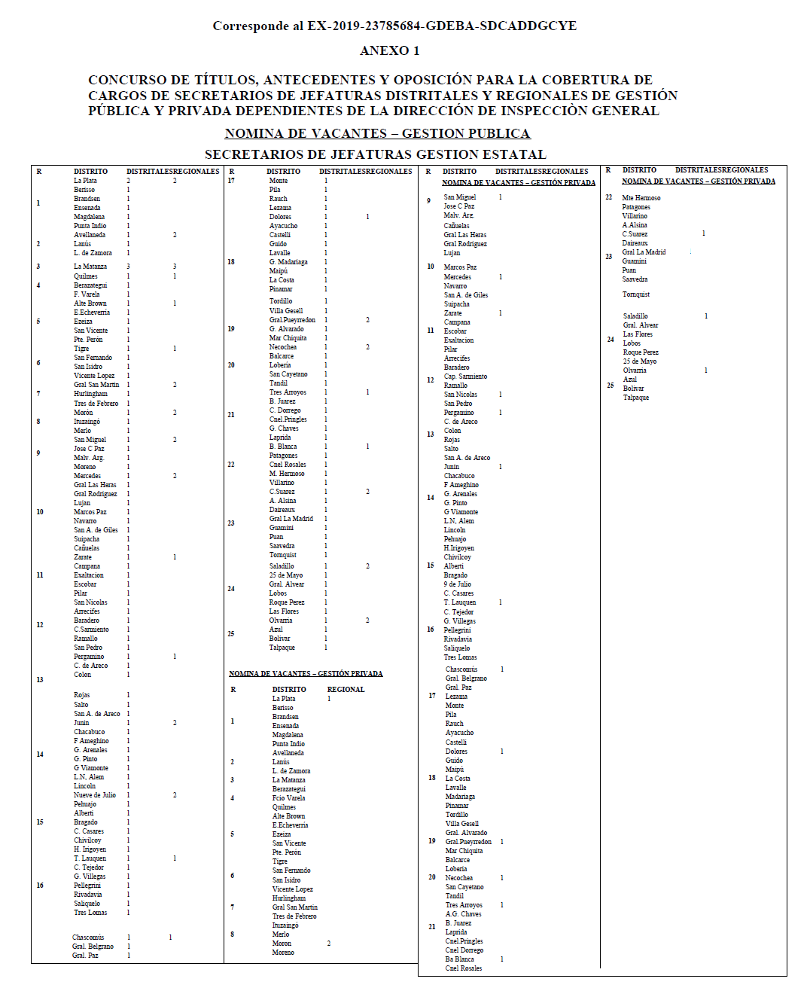 Corresponde al EX-2019-23785684-GDEBA-SDCADDGCYE
ANEXO 1
CONCURSO DE TÍTULOS, ANTECEDENTES Y OPOSICIÓN PARA LA COBERTURA DE
CARGOS DE SECRETARIOS DE JEFATURAS DISTRITALES Y REGIONALES DE GESTIÓN
PÚBLICA Y PRIVADA DEPENDIENTES DE LA DIRECCIÓN DE INSPECCIÒN GENERAL
NOMINA DE VACANTES – GESTION PUBLICA
SECRETARIOS DE JEFATURAS GESTION ESTATAL
R DISTRITO DISTRITALESREGIONALES
La Plata 2 2
Berisso 1
Brandsen 1
1
Ensenada 1
Magdalena 1
Punta Indio 1
Avellaneda 1 2
2 Lanús 1
L. de Zamora 1
3 La Matanza 3 3
Quilmes 1 1
4 Berazategui 1
F. Varela 1
Alte Brown 1 1
E.Echeverría 1
5 Ezeiza 1
San Vicente 1
Pte. Perón 1
Tigre 1 1
San Fernando 1
6
San Isidro 1
Vicente Lopez 1
Gral San Martin 1 2
7 Hurlingham 1
Tres de Febrero 1
Morón 1 2
8 Ituzaingó 1
Merlo 1
San Miguel 1 2
Jose C Paz 1
9
Malv. Arg. 1
Moreno 1
Mercedes 1 2
Gral Las Heras 1
Gral Rodríguez 1
Lujan 1
10 Marcos Paz 1
Navarro 1
San A. de Giles 1
Suipacha 1
Cañuelas 1
Zarate 1 1
Campana 1
11 Exaltacion 1
Escobar 1
Pilar 1
San Nicolas 1
Arrecifes 1
Baradero 1
12
C.Sarmiento 1
Ramallo 1
San Pedro 1
Pergamino 1 1
C. de Areco 1
Colon 1
13
Rojas 1
Salto 1
San A. de Areco 1
Junin 1 2
Chacabuco 1
F Ameghino 1
G. Arenales 1
14
G. Pinto 1
G Viamonte 1
L.N, Alem 1
Lincoln 1
Nueve de Julio 1 2
Pehuajo 1
Alberti 1
15 Bragado 1
C. Casares 1
Chivilcoy 1
H. Irigoyen 1
T. Lauquen 1 1
C. Tejedor 1
G. Villegas 1
16 Pellegrini 1
Rivadavia 1
Saliquelo 1
Tres Lomas 1
Chascomús 1 1
Gral. Belgrano 1
Gral. Paz 1
R DISTRITO DISTRITALESREGIONALES
17 Monte 1
Pila 1
Rauch 1
Lezama 1
Dolores 1 1
Ayacucho 1
Castelli 1
Guido 1
Lavalle 1
18 G. Madariaga 1
Maipú 1
La Costa 1
Pinamar 1
Tordillo 1
Villa Gesell 1
Gral.Pueyrredon 1 2
19 G. Alvarado 1
Mar Chiquita 1
Necochea 1 2
Balcarce 1
20 Lobería 1
San Cayetano 1
Tandil 1
Tres Arroyos 1 1
B. Juarez 1
C. Dorrego 1
21
Cnel.Pringles 1
G. Chaves 1
Laprida 1
B. Blanca 1 1
Patagones 1
22 Cnel Rosales 1
M. Hermoso 1
Villarino 1
C.Suarez 1 2
A. Alsina 1
Daireaux 1
Gral La Madrid 1
23
Guamini 1
Puan 1
Saavedra 1
Tornquist 1
Saladillo 1 2
25 de Mayo 1
Gral. Alvear 1
24
Lobos 1
Roque Perez 1
Las Flores 1
Olvarria 1 2
Azul 1
25
Bolivar 1
Talpaque 1
NOMINA DE VACANTES – GESTIÓN PRIVADA
R DISTRITO REGIONAL
La Plata 1
Berisso
Brandsen
1
Ensenada
Magdalena
Punta Indio
Avellaneda
2 Lanús
L. de Zamora
3 La Matanza
Berazategui
4 Fcio Varela
Quilmes
Alte Brown
E.Echeverría
5 Ezeiza
San Vicente
Pte. Perón
Tigre
San Fernando
6
San Isidro
Vicente Lopez
Hurlingham
7 Gral San Martin
Tres de Febrero
Ituzaingó
8 Merlo
Moron 2
Moreno
R DISTRITO DISTRITALESREGIONALES
NOMINA DE VACANTES – GESTIÓN PRIVADA
San Miguel 1
9
Jose C Paz
Malv. Arg.
Cañuelas
Gral Las Heras
Gral Rodríguez
Lujan
10 Marcos Paz
Mercedes 1
Navarro
San A. de Giles
Suipacha
Zarate 1
Campana
11 Escobar
Exaltacion
Pilar
Arrecifes
Baradero
Cap. Sarmiento
12
Ramallo
San Nicolas 1
San Pedro
Pergamino 1
C. de Areco
Colon
13
Rojas
Salto
San A. de Areco
Junin 1
Chacabuco
F Ameghino
G. Arenales
14
G. Pinto
G Viamonte
L.N, Alem
Lincoln
Pehuajo
H.Irigoyen
Chivilcoy
15 Alberti
Bragado
9 de Julio
C. Casares
T. Lauquen 1
C. Tejedor
G. Villegas
16 Pellegrini
Rivadavia
Saliquelo
Tres Lomas
Chascomús 1
Gral. Belgrano
Gral. Paz
17 Lezama
Monte
Pila
Rauch
Ayacucho
Castelli
Dolores 1
Guido
Maipú
18 La Costa
Lavalle
Madariaga
Pinamar
Tordillo
Villa Gesell
Gral. Alvarado
19 Gral.Pueyrredon 1
Mar Chiquita
Balcarce
Lobería
20 Necochea 1
San Cayetano
Tandil
Tres Arroyos 1
A.G. Chaves
B. Juarez
21
Laprida
Cnel.Pringles
Cnel Dorrego
Ba Blanca 1
Cnel Rosales
R DISTRITO DISTRITALESREGIONALES
NOMINA DE VACANTES – GESTIÓN PRIVADA
22 Mte Hermoso
Patagones
Villarino
A.Alsina
C.Suarez 1
Daireaux
Gral La Madrid
23
Guamini
Puan
Saavedra
Tornquist
Saladillo 1
Gral. Alvear
Las Flores
24
Lobos
Roque Perez
25 de Mayo
Olvarria 1
Azul
25
Bolivar
Talpaque